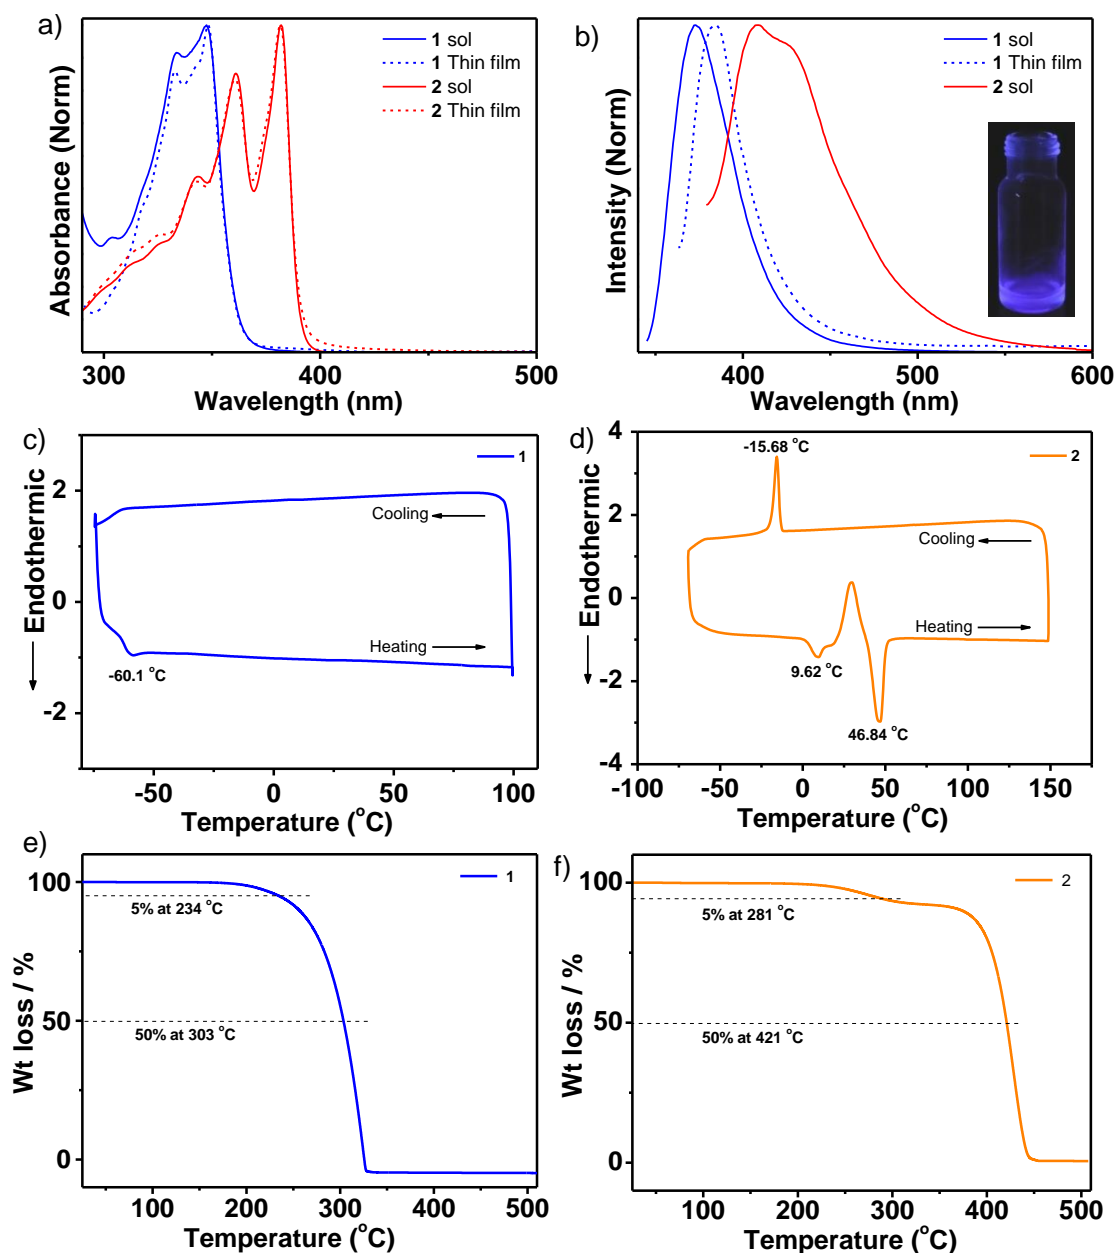 a)
1 sol
1 Thin film
2 sol
2 Thin film
Absorbance (Norm)
300 400 500
Wavelength (nm)
b)
1 sol
1 Thin film
2 sol
Intensity (Norm)
400 500 600
Wavelength (nm)
c)
1
2
0
-2
Endothermic
Cooling
Heating
-60.1 °C
-50 0 50 100
Temperature (°C)
d)
2
4
2
0
-2
-4
Endothermic
-15.68 °C
Cooling
Heating
9.62 °C
46.84 °C
-100 -50 0 50 100 150
Temperature (°C)
e)
1
100
50
0
Wt loss / %
5% at 234 °C
50% at 303 °C
100 200 300 400 500
Temperature (°C)
f)
2
100
50
0
Wt loss / %
5% at 281 °C
50% at 421 °C
100 200 300 400 500
Temperature (°C)